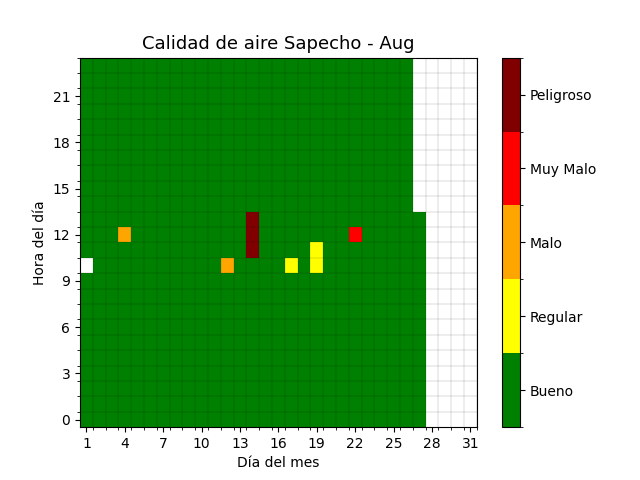 Calidad de aire Sapecho - Aug
Hora del día
21
18
15
12
9
6
3
0
1 4 7 10 13 16 19 22 25 28 31
Día del mes
Peligroso
Muy Malo
Malo
Regular
Bueno